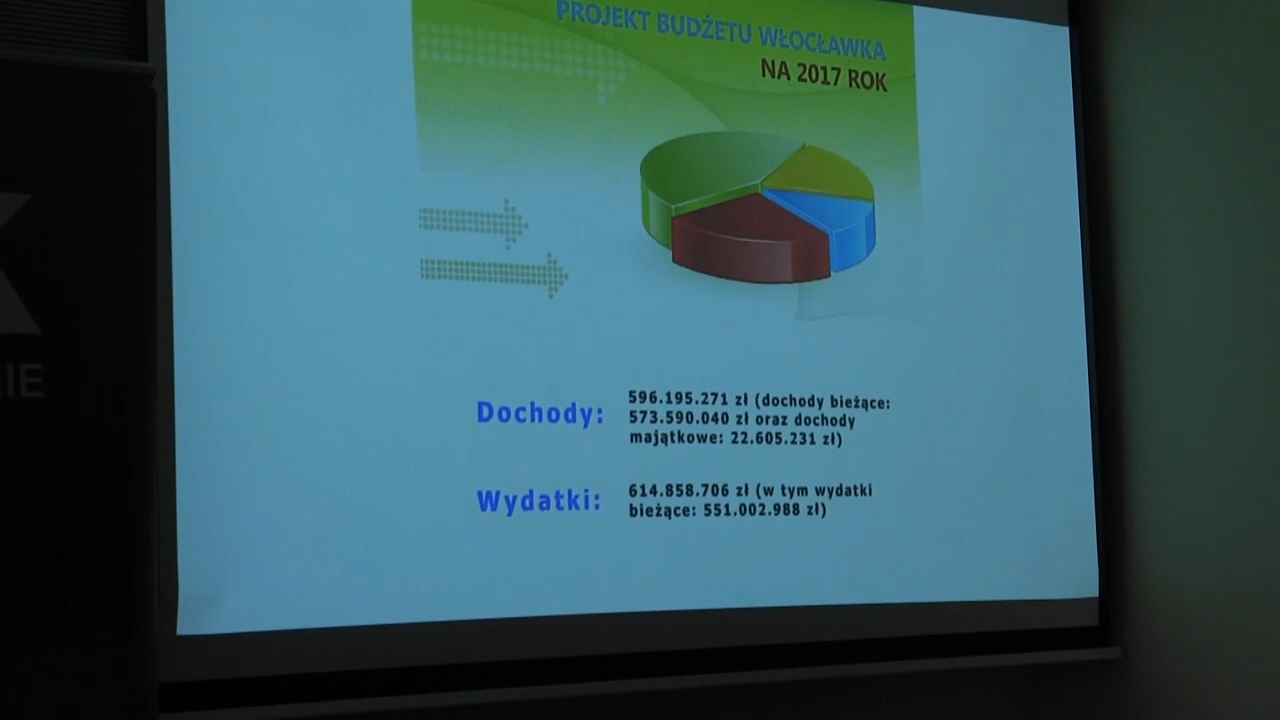 PROJEKT BUDŻETU WŁOCŁAWKA
NA 2017 ROK
Dochody:
596.195.271 zł (dochody bieżące:
573.590.040 zł oraz dochody
majątkowe: 22.605.231 zł)
Wydatki:
614.858.706 zł (w tym wydatki
bieżące: 551.002.988 zł)